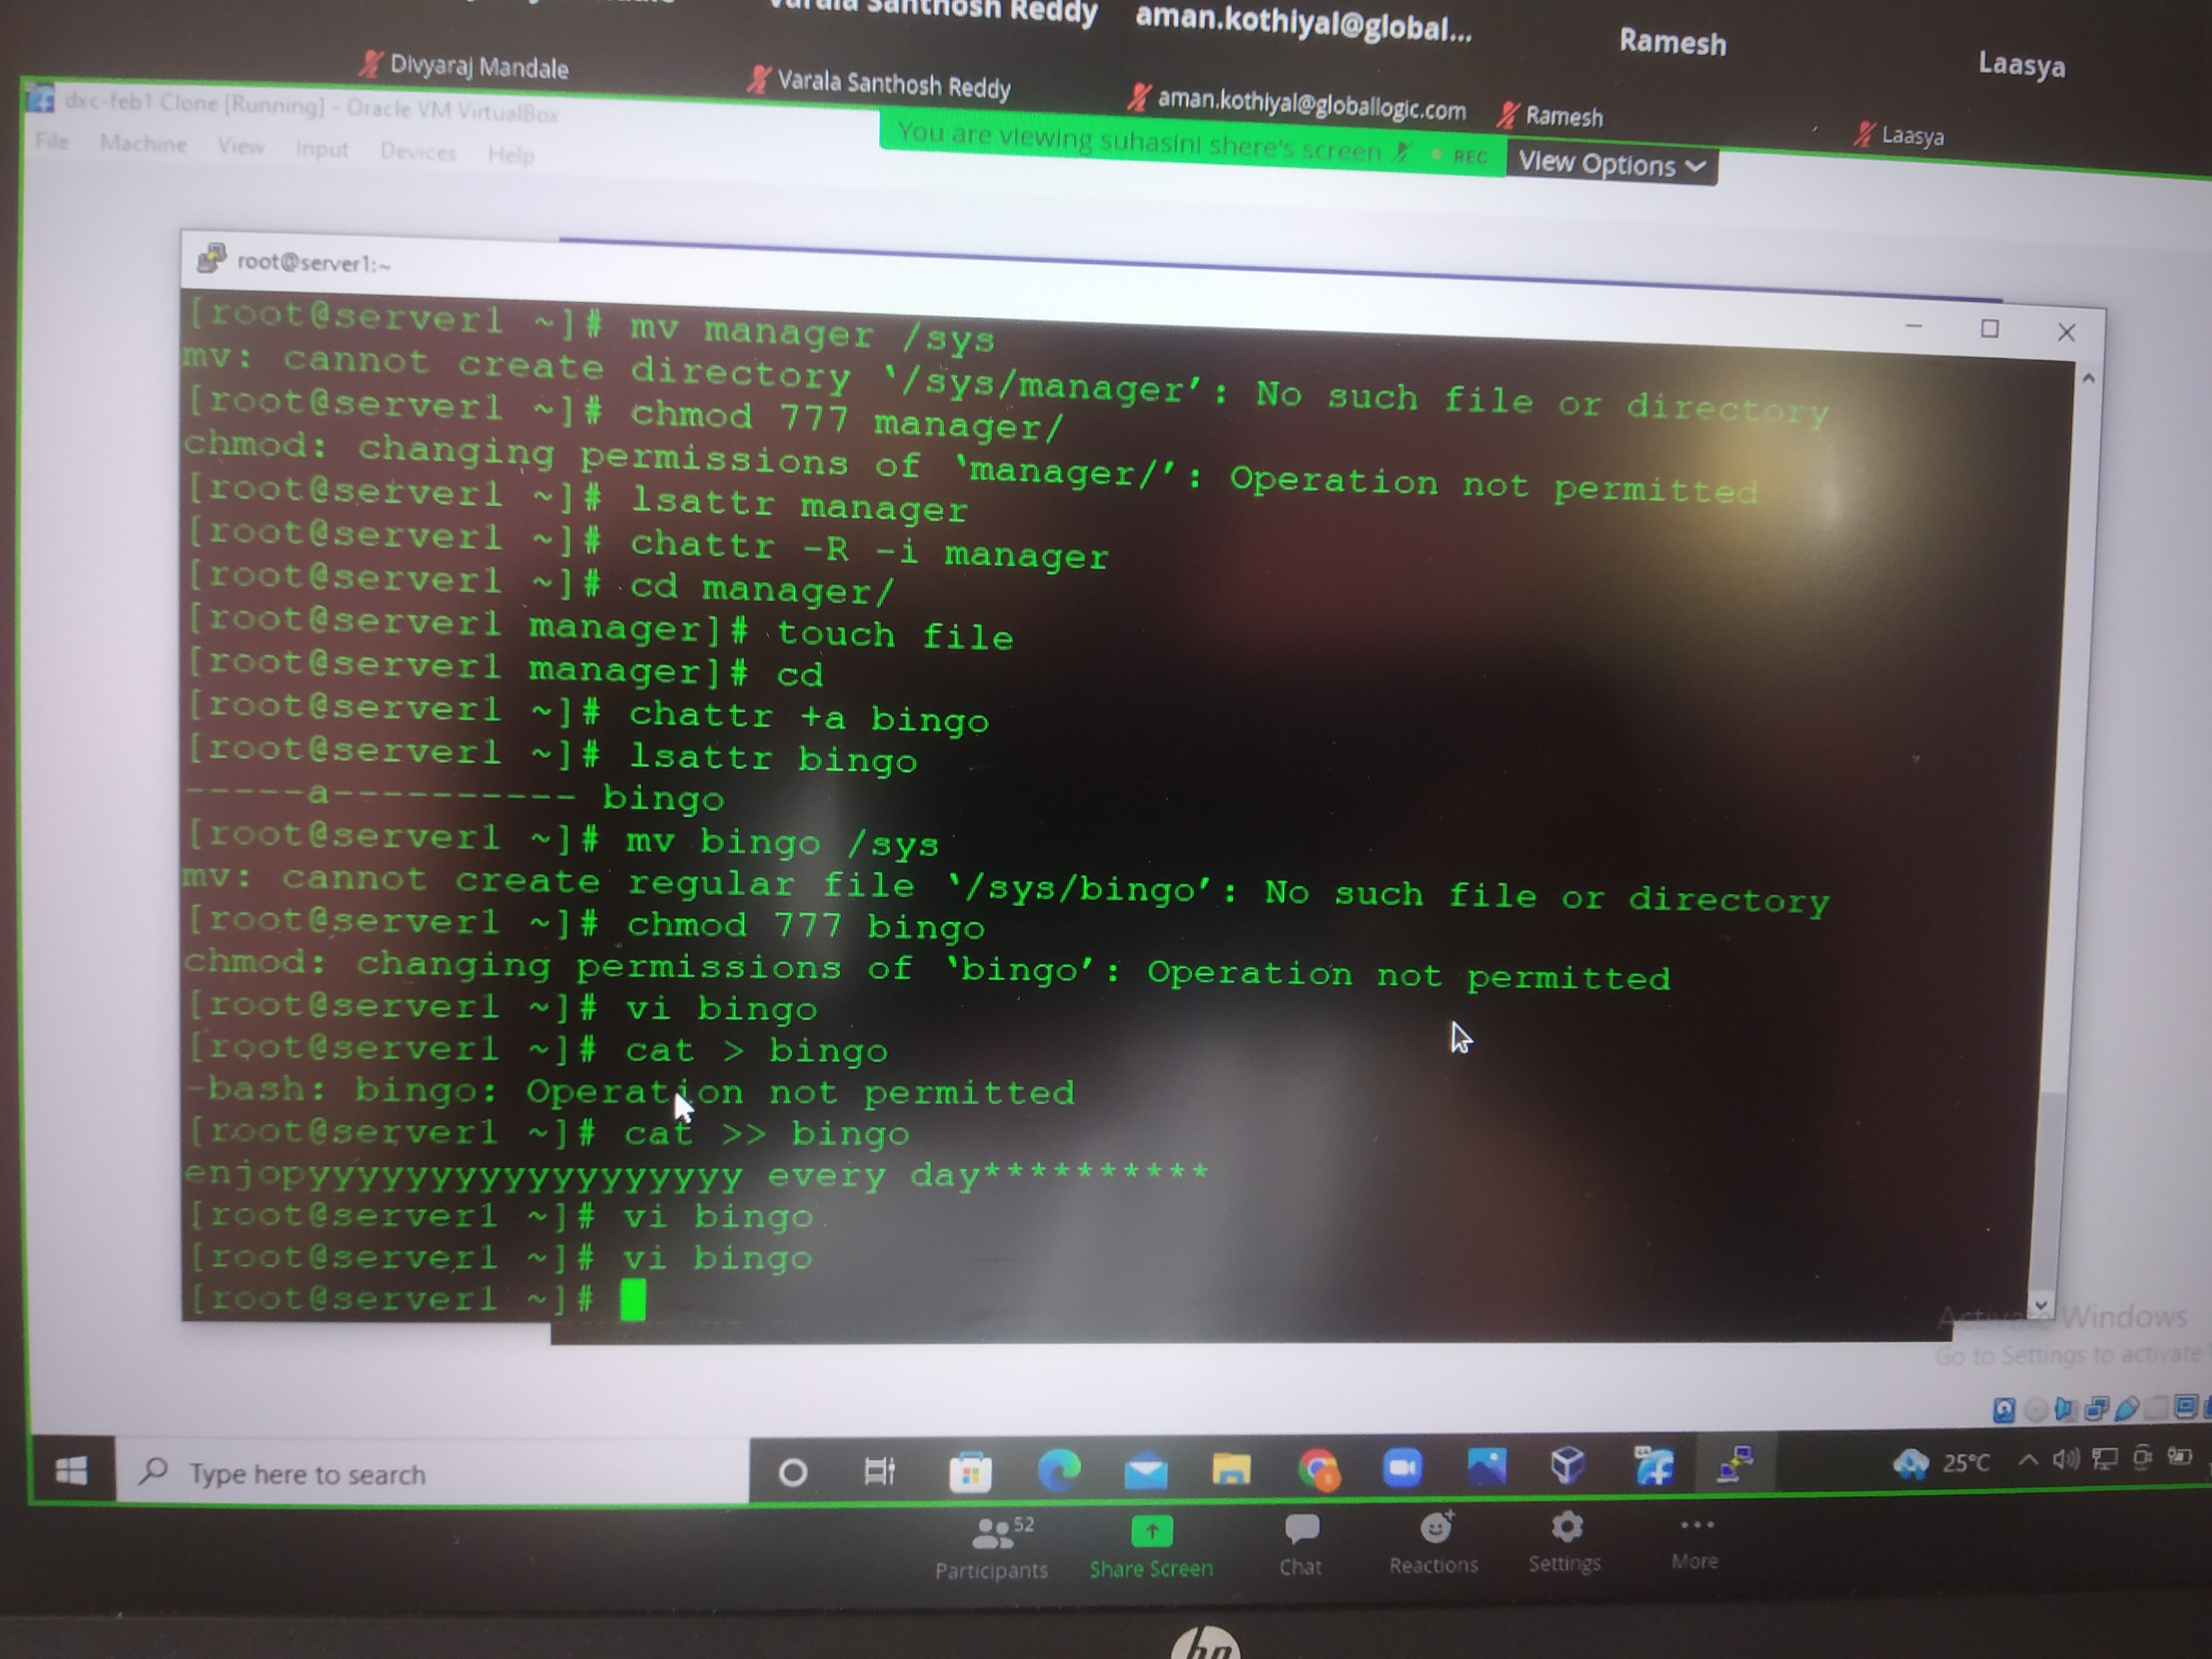 Varala Santhosh Reddy
aman.kothiyal@global...
Ramesh
Laasya
Divyaraj Mandale
Varala Santhosh Reddy
aman.kothiyal@globallogic.com
Ramesh
Laasya
dxc-feb1 Clone [Running] - Oracle VM VirtualBox
File Machine View Input Devices Help
You are viewing suhasini shere's screen
REC
View Options
root@server1:~
[root@server1 ~]# mv manager /sys
mv: cannot create directory ‘/sys/manager’: No such file or directory
[root@server1 ~]# chmod 777 manager/
chmod: changing permissions of ‘manager/’: Operation not permitted
[root@server1 ~]# lsattr manager
[root@server1 ~]# chattr -R -i manager
[root@server1 ~]# cd manager/
[root@server1 manager]# touch file
[root@server1 manager]# cd
[root@server1 ~]# chattr +a bingo
[root@server1 ~]# lsattr bingo
-----a---------- bingo
[root@server1 ~]# mv bingo /sys
mv: cannot create regular file ‘/sys/bingo’: No such file or directory
[root@server1 ~]# chmod 777 bingo
chmod: changing permissions of ‘bingo’: Operation not permitted
[root@server1 ~]# vi bingo
[root@server1 ~]# cat > bingo
-bash: bingo: Operation not permitted
[root@server1 ~]# cat >> bingo
enjopyyyyyyyyyyyyyyyyyy every day**********
[root@server1 ~]# vi bingo
[root@server1 ~]# vi bingo
[root@server1 ~]#
Activate Windows
Go to Settings to activate
Type here to search
25°C
52
Participants
Share Screen
Chat
Reactions
Settings
More
hp